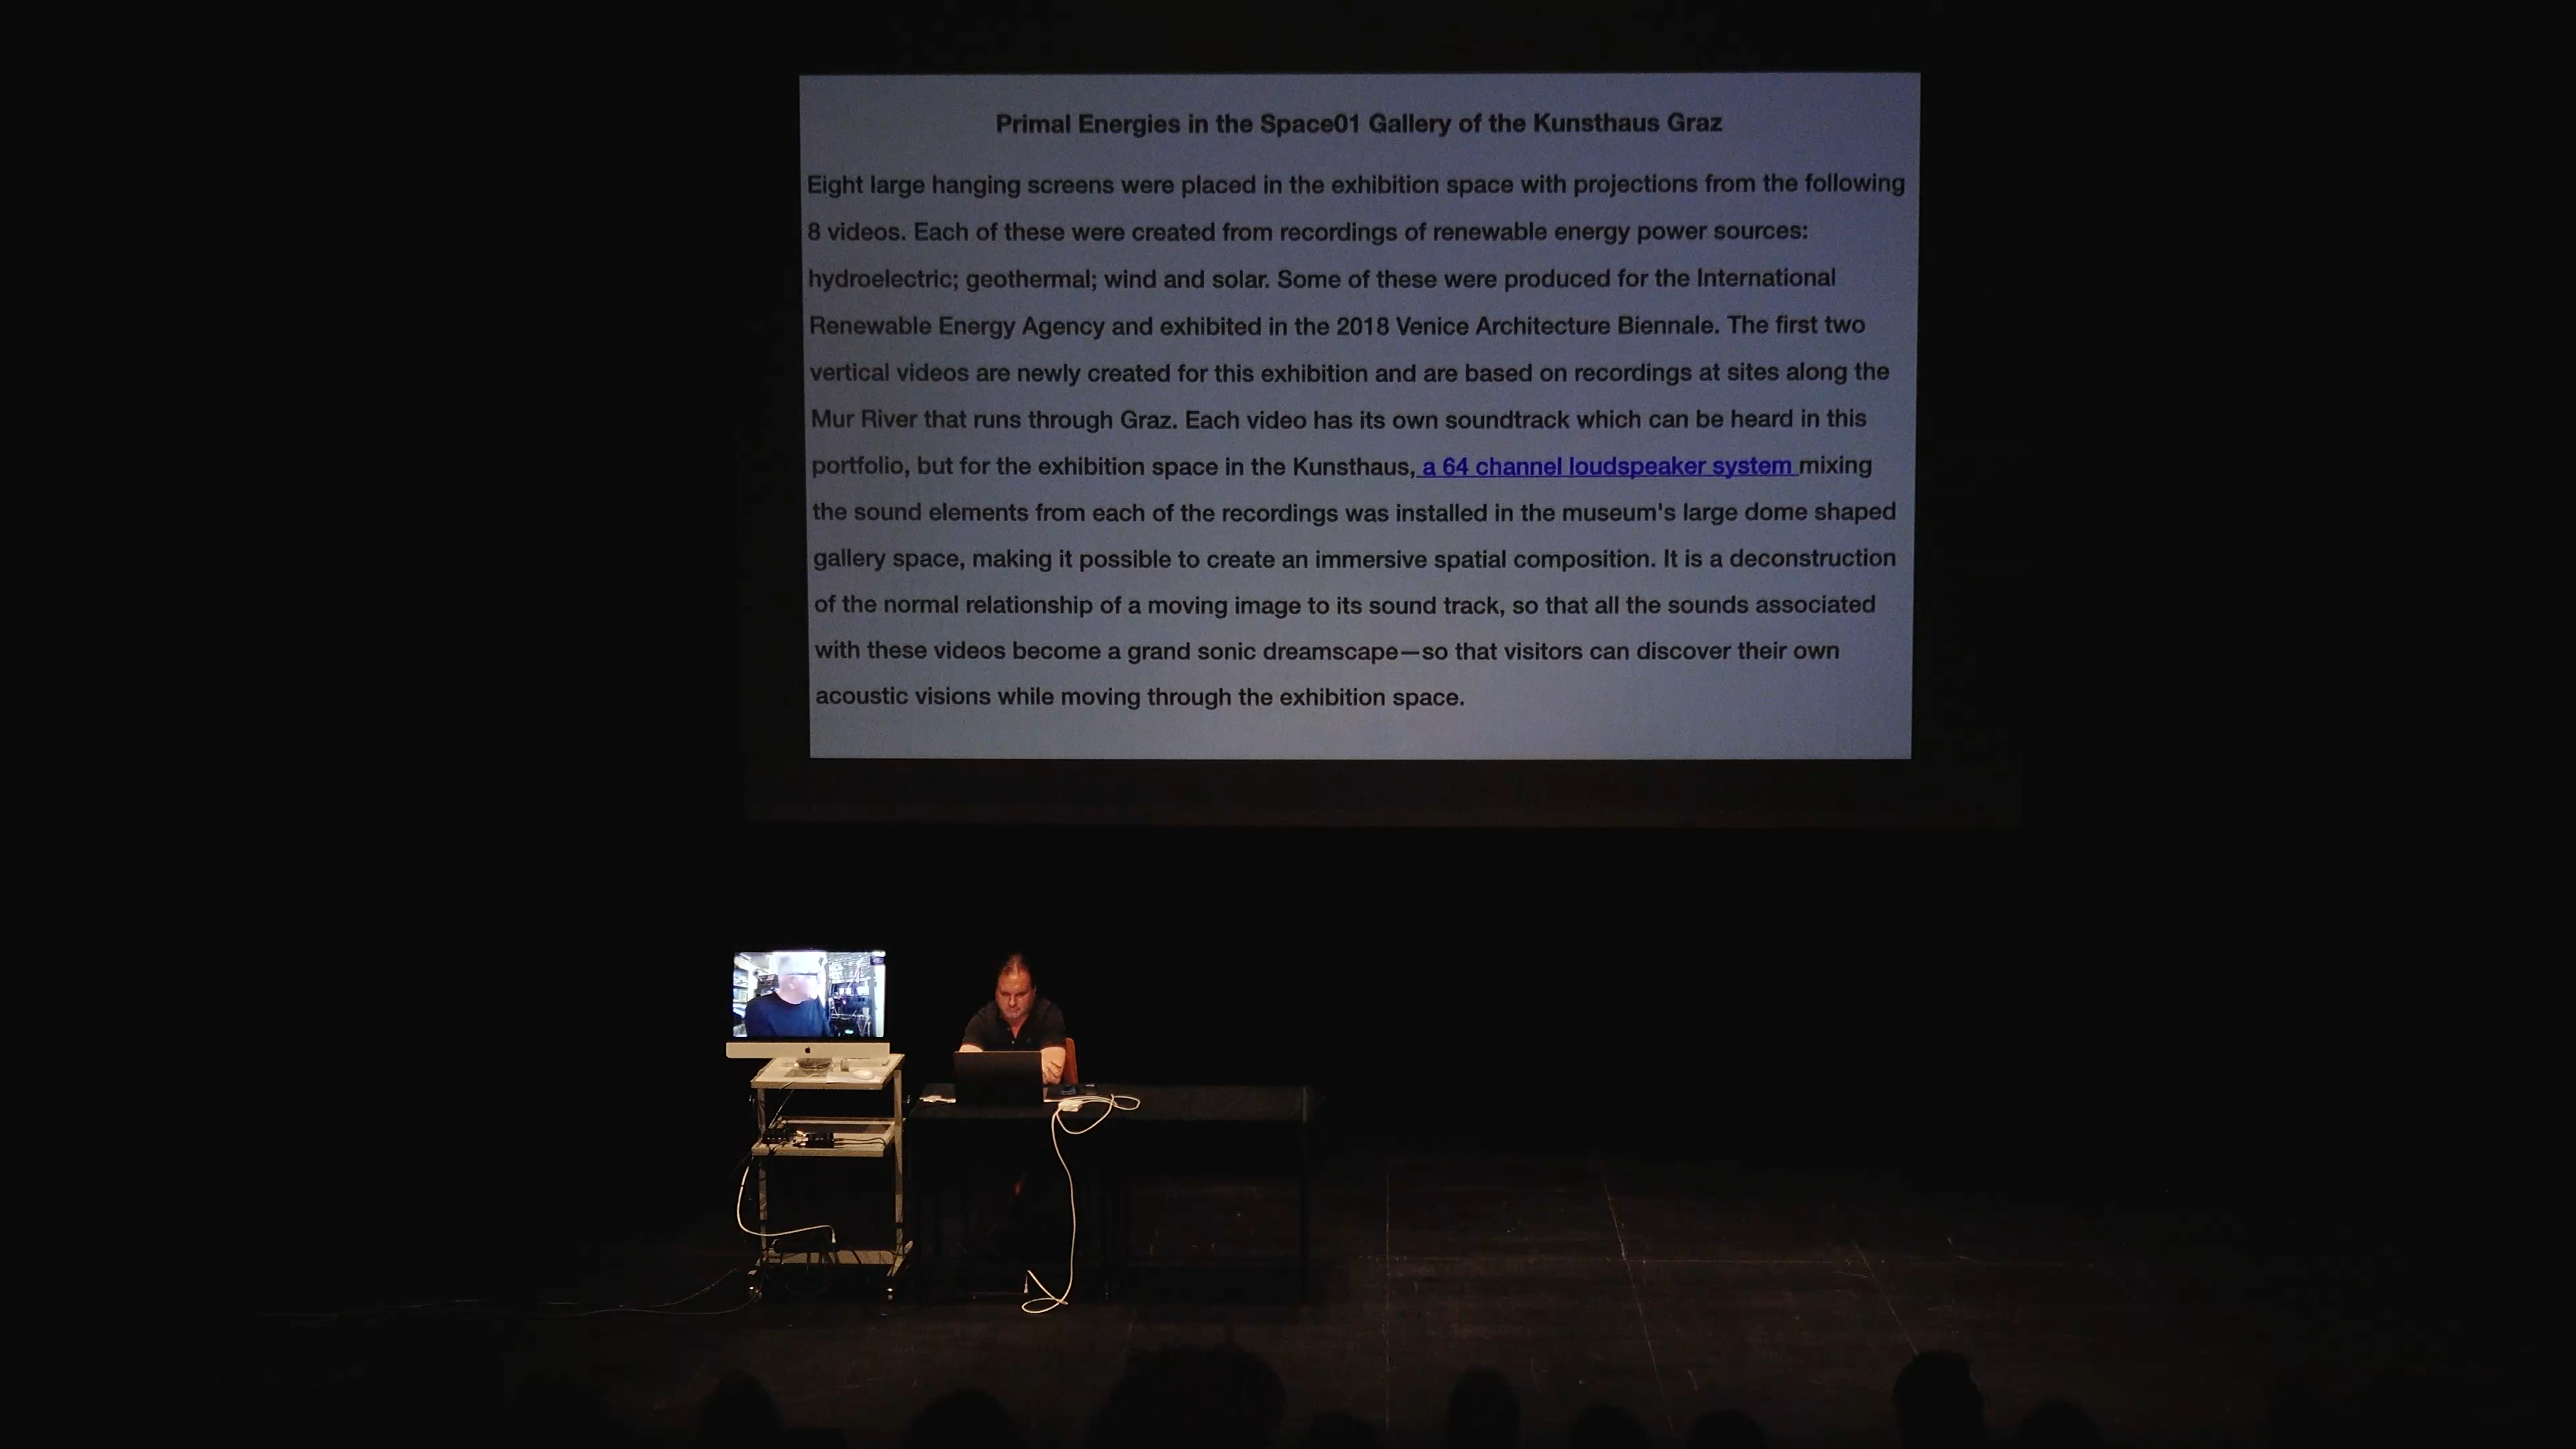 Primal Energies in the Space01 Gallery of the Kunsthaus Graz
Eight large hanging screens were placed in the exhibition space with projections from the following
8 videos. Each of these were created from recordings of renewable energy power sources:
hydroelectric; geothermal; wind and solar. Some of these were produced for the International
Renewable Energy Agency and exhibited in the 2018 Venice Architecture Biennale. The first two
vertical videos are newly created for this exhibition and are based on recordings at sites along the
Mur River that runs through Graz. Each video has its own soundtrack which can be heard in this
portfolio, but for the exhibition space in the Kunsthaus, a 64 channel loudspeaker system mixing
the sound elements from each of the recordings was installed in the museum's large dome shaped
gallery space, making it possible to create an immersive spatial composition. It is a deconstruction
of the normal relationship of a moving image to its sound track, so that all the sounds associated
with these videos become a grand sonic dreamscape—so that visitors can discover their own
acoustic visions while moving through the exhibition space.